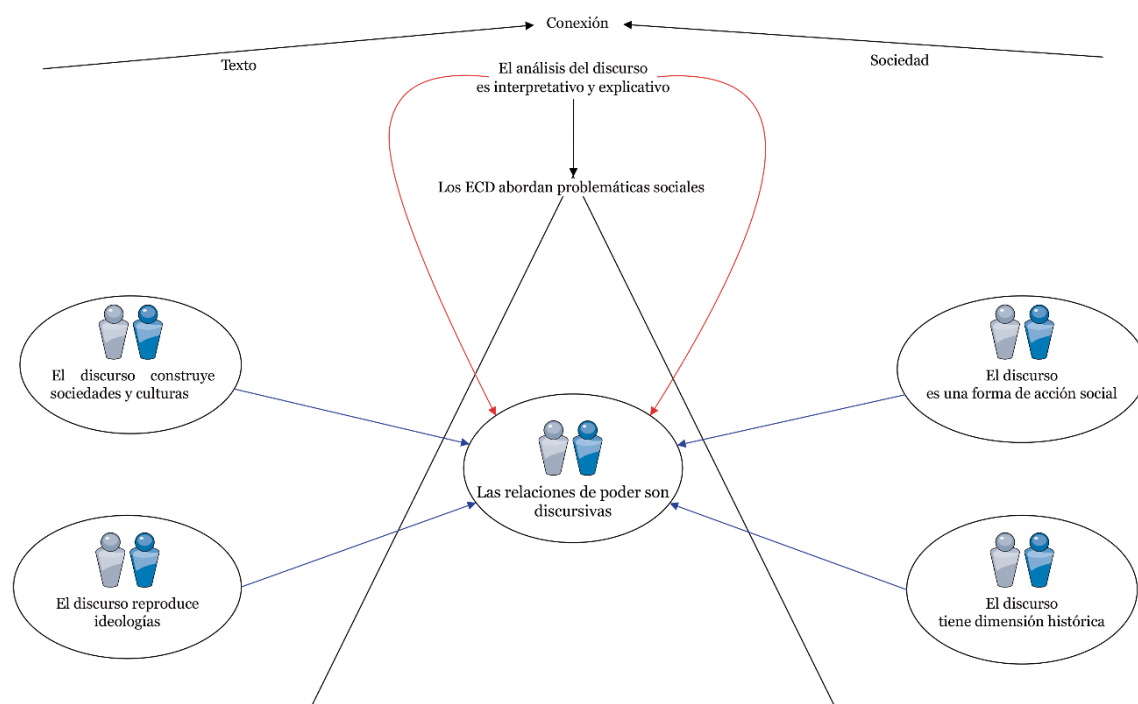 Conexión
Texto
Sociedad
El análisis del discurso
es interpretativo y explicativo
Los ECD abordan problemáticas sociales
El discurso construye
sociedades y culturas
El discurso
es una forma de acción social
Las relaciones de poder son
discursivas
El discurso reproduce
ideologías
El discurso
tiene dimensión histórica